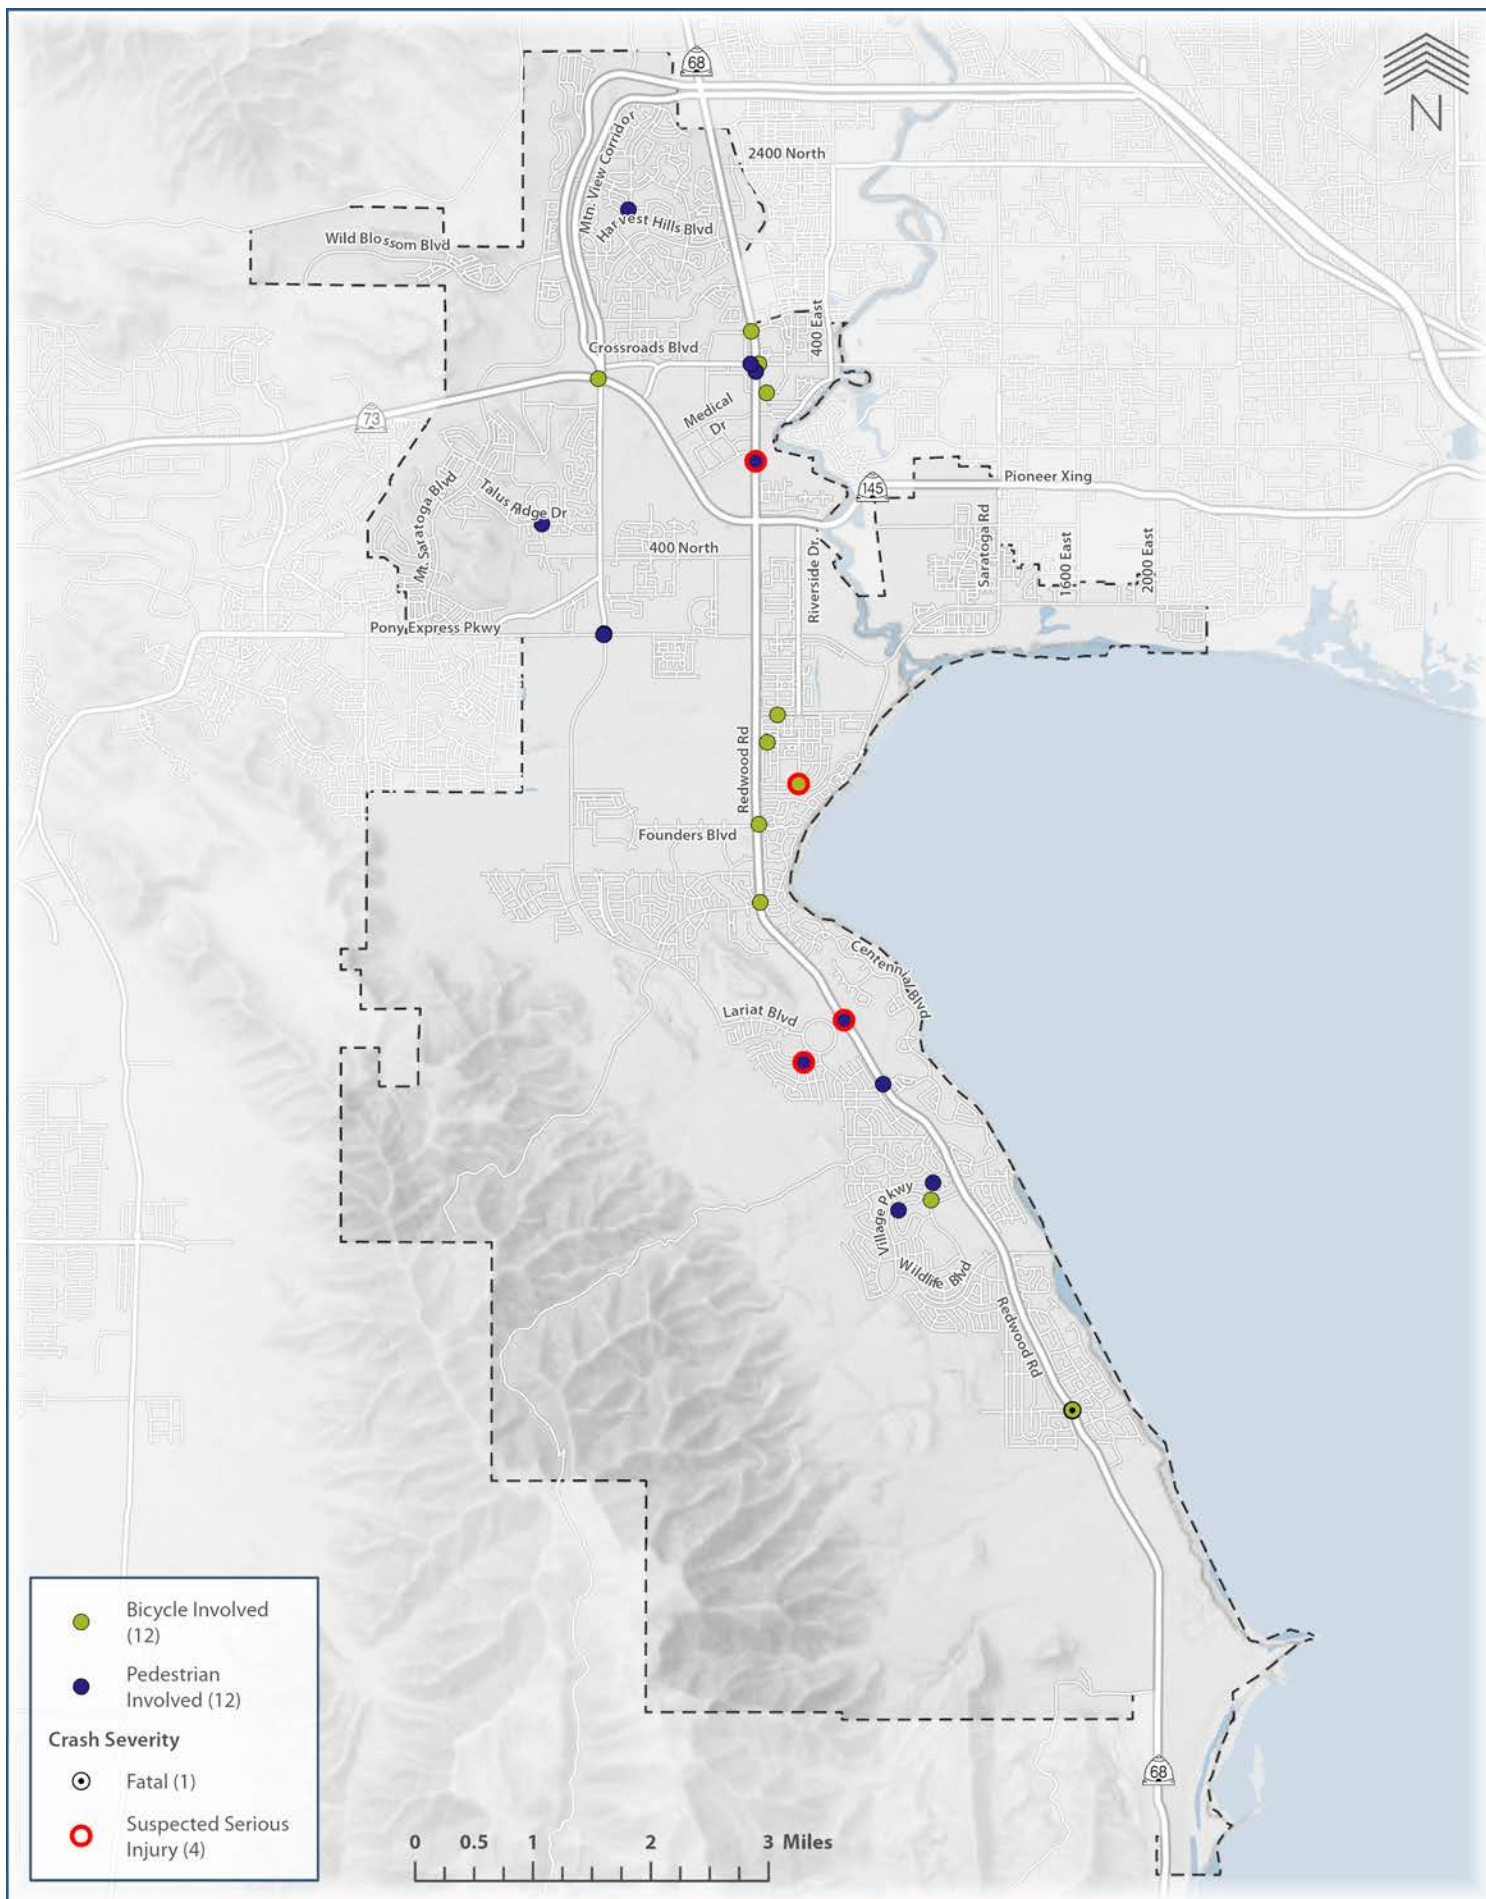 68
N
2400 North
Mtn. View Corridor
Harvest Hills Blvd
Wild Blossom Blvd
400 East
Crossroads Blvd
73
Medical
Dr
145
Pioneer Xing
Mt. Saratoga Blvd
Talus Ridge Dr
400 North
Riverside Dr.
Saratoga Rd
1600 East
2000 East
Pony Express Pkwy
Redwood Rd
Founders Blvd
Centennial Blvd
Lariat Blvd
Village Pkwy
Wildlife Blvd
Redwood Rd
68
Bicycle Involved
(12)
Pedestrian
Involved (12)
Crash Severity
Fatal (1)
Suspected Serious
Injury (4)
0 0.5 1 2 3 Miles